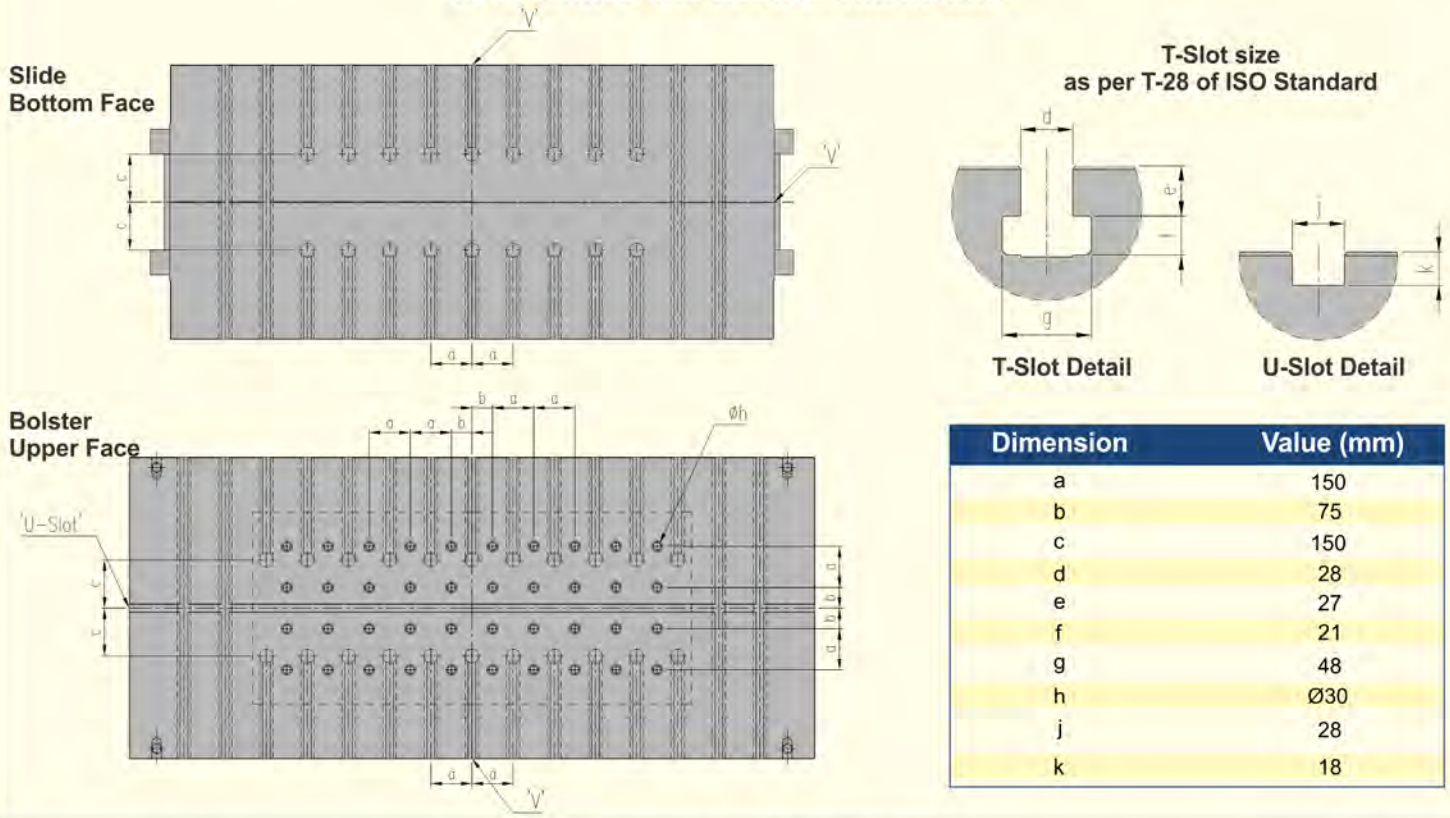 'V'
Slide
Bottom Face
'V'
c
c
a a
T-Slot size
as per T-28 of ISO Standard
d
e
f
g
T-Slot Detail
j
k
U-Slot Detail
Bolster
Upper Face
b a a
a a b
Øh
'U-Slot'
c
c
a
b
b
a
a a
'V'
Dimension Value (mm)
a 150
b 75
c 150
d 28
e 27
f 21
g 48
h Ø30
j 28
k 18